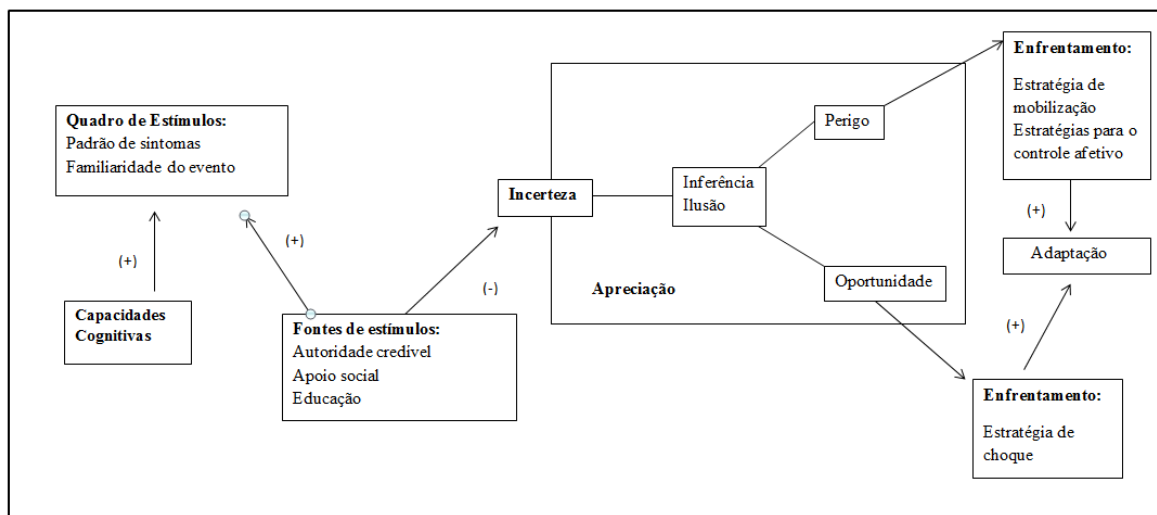 Quadro de Estímulos:
Padrão de sintomas
Familiaridade do evento
(+)
Capacidades
Cognitivas
(+)
Fontes de estímulos:
Autoridade credível
Apoio social
Educação
(-)
Incerteza
Inferência
Ilusão
Perigo
Oportunidade
Apreciação
Enfrentamento:
Estratégia de
mobilização
Estratégias para o
controle afetivo
(+)
Adaptação
(+)
Enfrentamento:
Estratégia de
choque